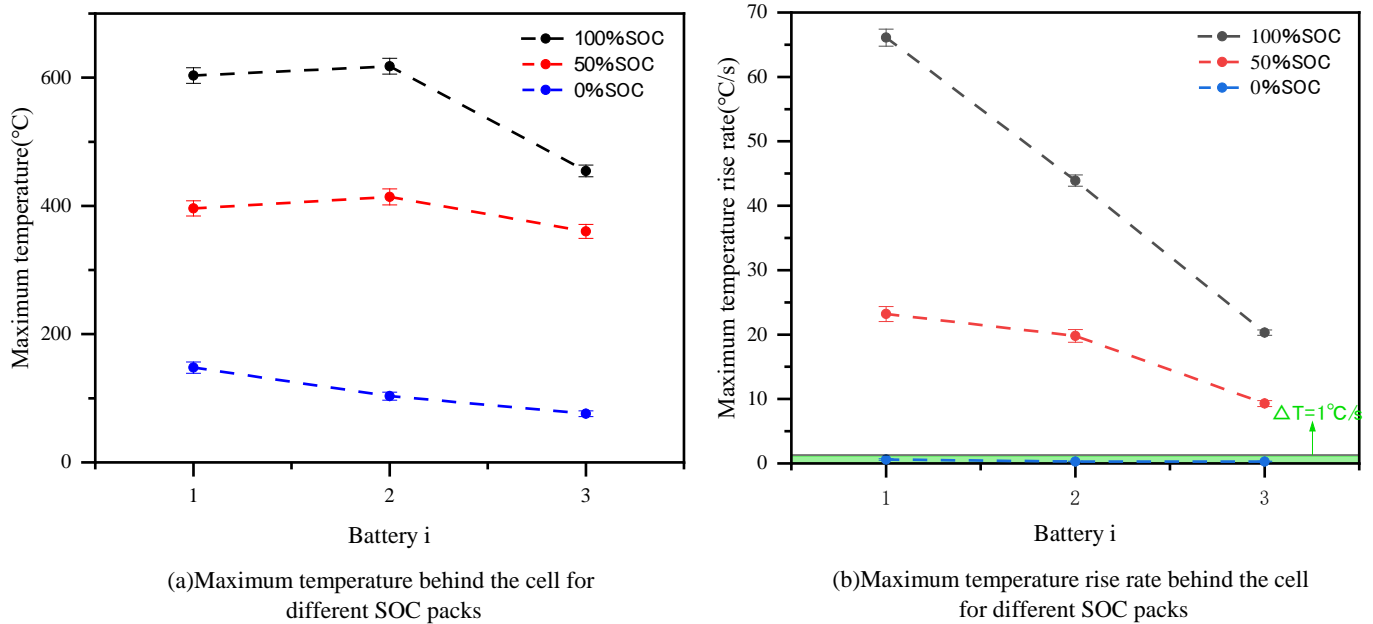 100%SOC
50%SOC
0%SOC
Maximum temperature(°C)
600
400
200
0
1
2
3
Battery i
(a)Maximum temperature behind the cell for
different SOC packs
70
60
50
40
30
20
10
0
Maximum temperature rise rate(°C/s)
100%SOC
50%SOC
0%SOC
△T=1°C/s
1
2
3
Battery i
(b)Maximum temperature rise rate behind the cell
for different SOC packs